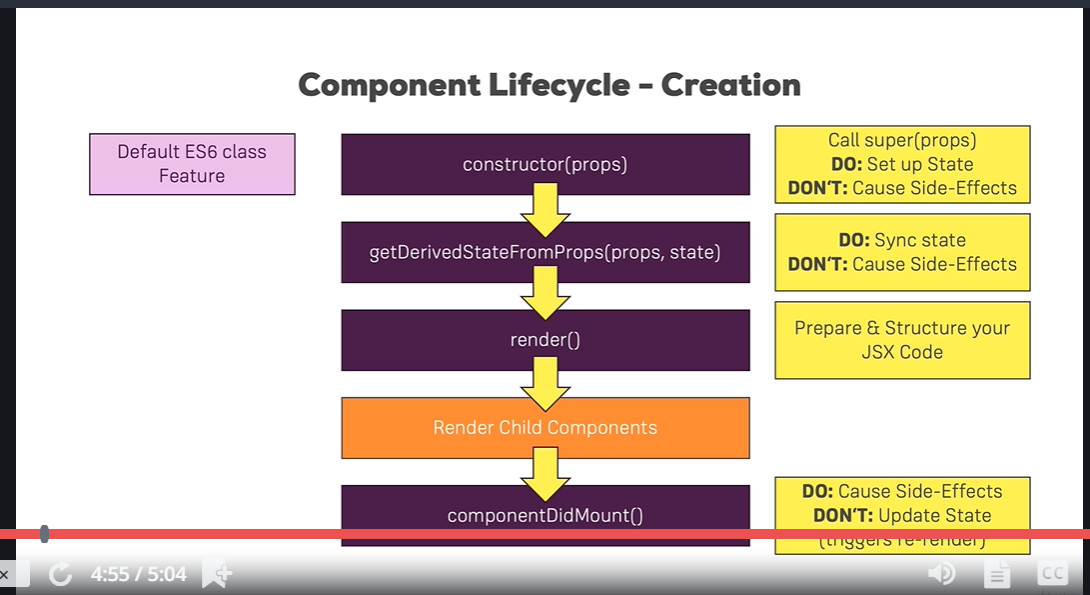 Component Lifecycle – Creation
Default ES6 class
Feature
constructor(props)
Call super(props)
DO: Set up State
DON'T: Cause Side-Effects
getDerivedStateFromProps(props, state)
DO: Sync state
DON'T: Cause Side-Effects
render()
Prepare & Structure your
JSX Code
Render Child Components
componentDidMount()
DO: Cause Side-Effects
DON'T: Update State
(triggers re-render)
x
4:55 / 5:04
CC